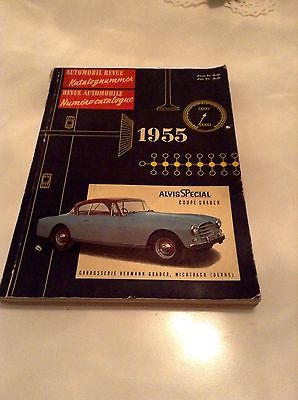 AUTOMOBIL REVUE
Katalognummer
REVUE AUTOMOBILE
Numéro catalogue
1955
ALVIS SPECIAL
COUPÉ GRABER
CARROSSERIE HERMANN GRABER, WICHTRACH (BERNE)